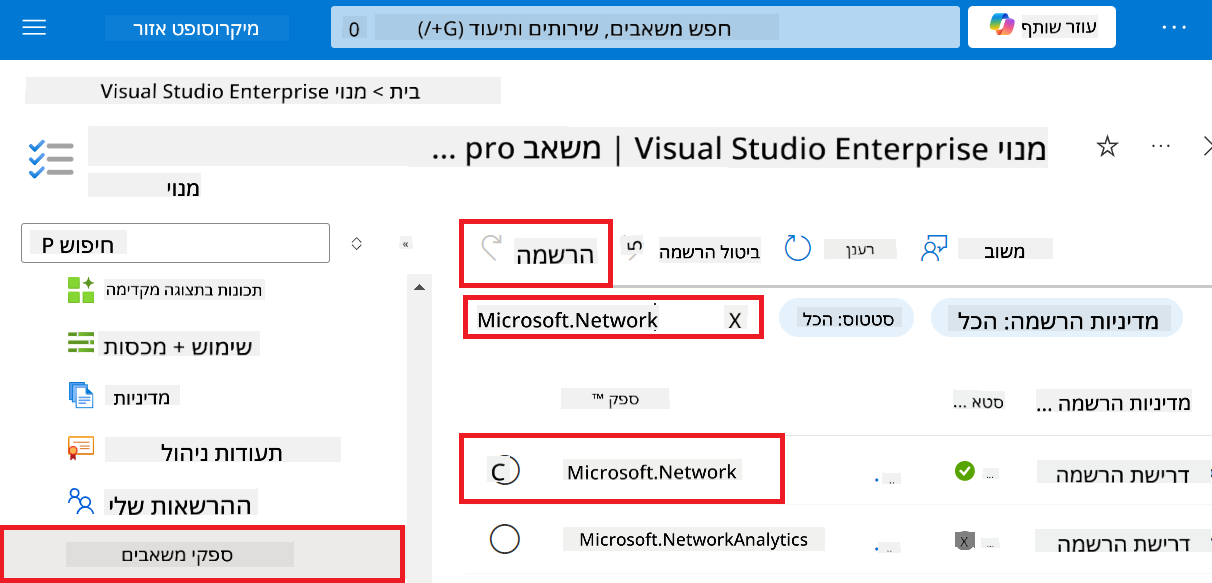 מיקרוסופט אזור
0 חפש משאבים, שירותים ותיעוד (G+/)
עוזר שותף
בית > מנוי Visual Studio Enterprise
מנוי Visual Studio Enterprise | משאב pro ...
מנוי
חיפוש P
«
הרשמה
ביטול הרשמה
רענן
משוב
תכונות בתצוגה מקדימה
שימוש + מכסות
מדיניות
תעודות ניהול
ההרשאות שלי
ספקי משאבים
Microsoft.Network X
סטטוס: הכל
מדיניות הרשמה: הכל
ספק ™
סטא ...
מדיניות הרשמה ...
C Microsoft.Network .. ... דרישת הרשמה
Microsoft.NetworkAnalytics .. X ... דרישת הרשמה